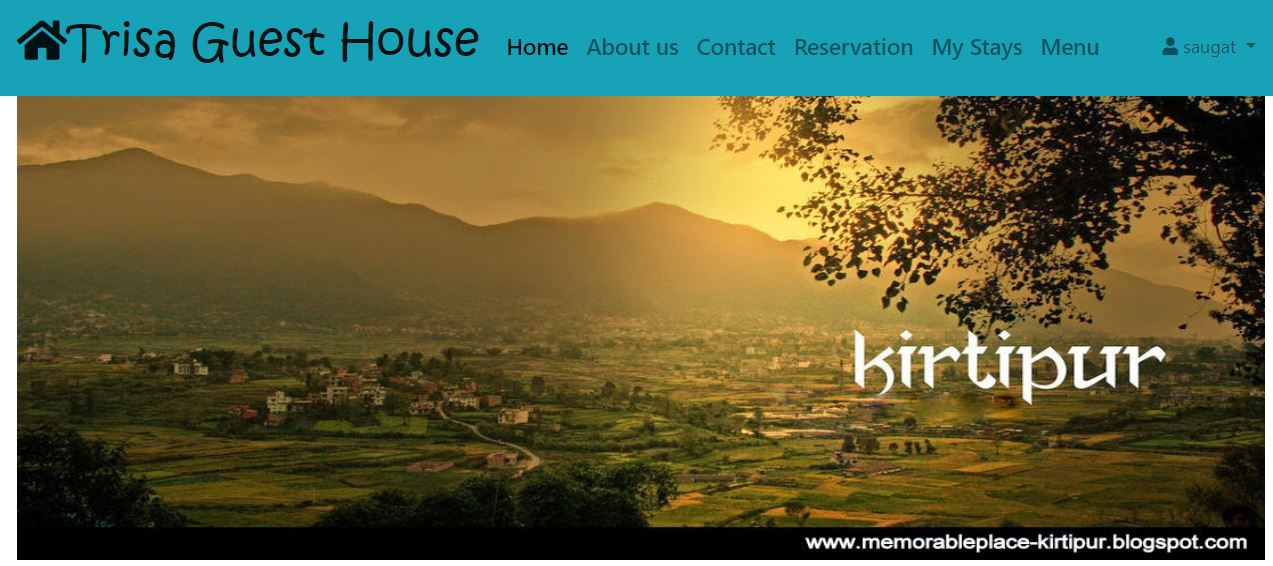 Trisa Guest House Home About us Contact Reservation My Stays Menu saugat
kirtipur
www.memorableplace-kirtipur.blogspot.com